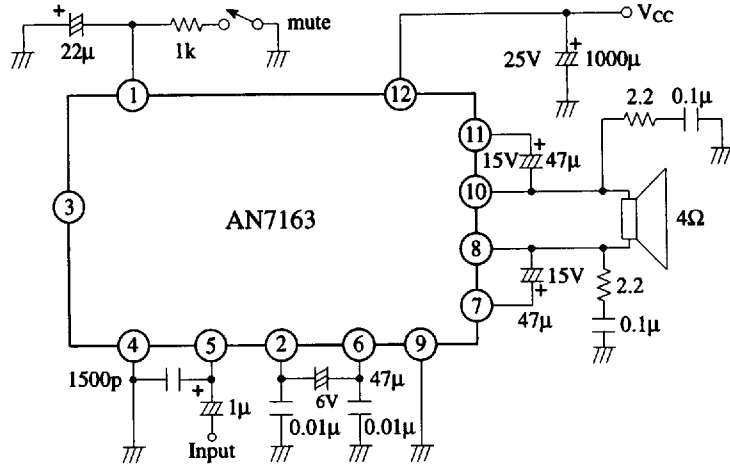 +
22µ
1k
mute
V_CC
+
25V
1000µ
1
12
2.2
0.1µ
11
15V
+
47µ
3
10
AN7163
4Ω
8
15V
+
47µ
2.2
0.1µ
7
4
5
2
6
9
1500p
+
1µ
6V
47µ
0.01µ
0.01µ
Input